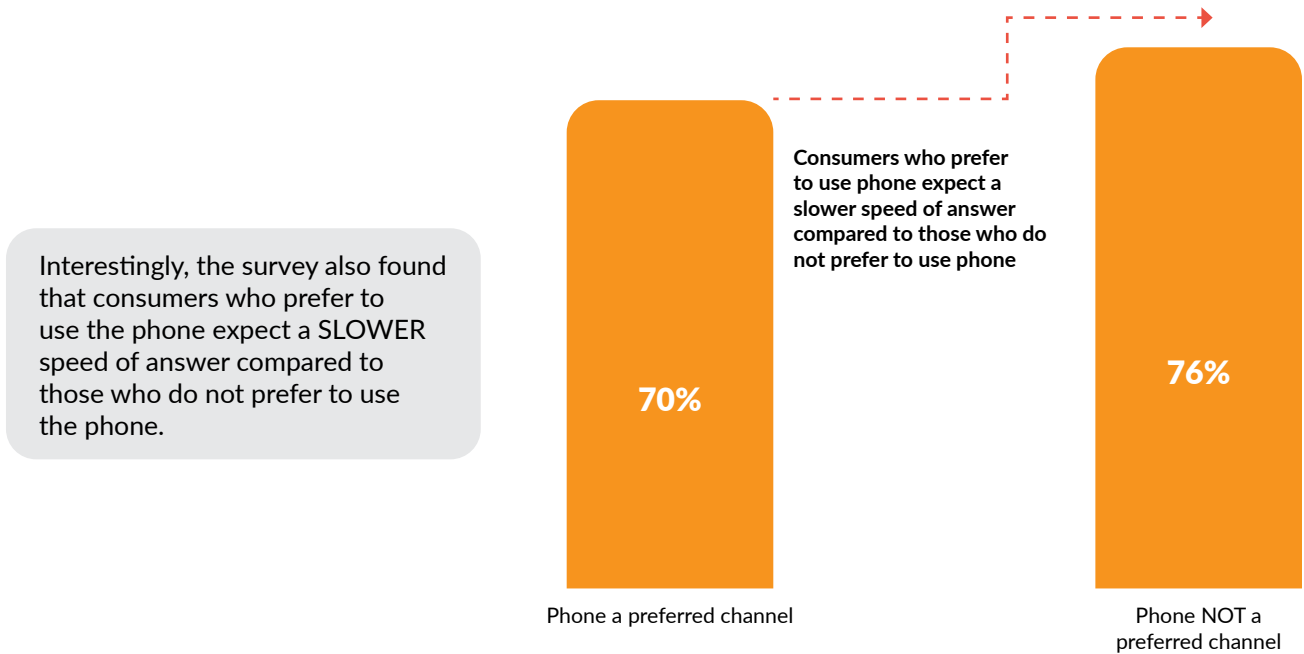 Interestingly, the survey also found
that consumers who prefer to
use the phone expect a SLOWER
speed of answer compared to
those who do not prefer to use
the phone.
Consumers who prefer
to use phone expect a
slower speed of answer
compared to those who do
not prefer to use phone
70%
76%
Phone a preferred channel
Phone NOT a
preferred channel